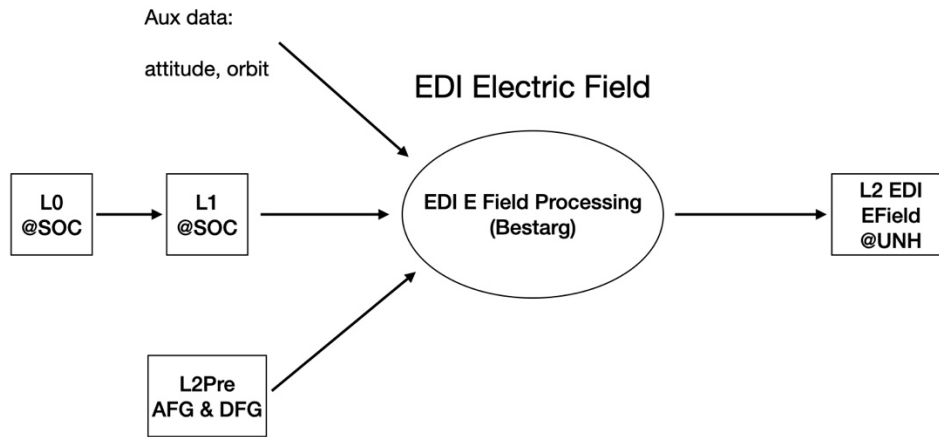 Aux data:
attitude, orbit
EDI Electric Field
L0
@SOC
L1
@SOC
EDI E Field Processing
(Bestarg)
L2 EDI
EField
@UNH
L2Pre
AFG & DFG